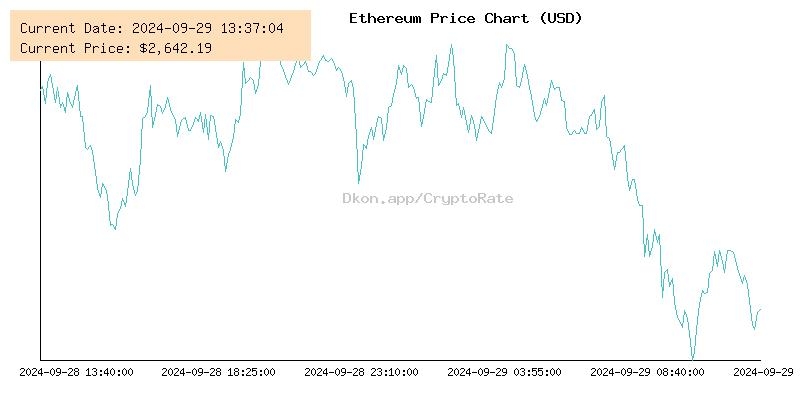 Ethereum Price Chart (USD)
Current Date: 2024-09-29 13:37:04
Current Price: $2,642.19
Dkon.app/CryptoRate
2024-09-28 13:40:00 2024-09-28 18:25:00 2024-09-28 23:10:00 2024-09-29 03:55:00 2024-09-29 08:40:00 2024-09-29